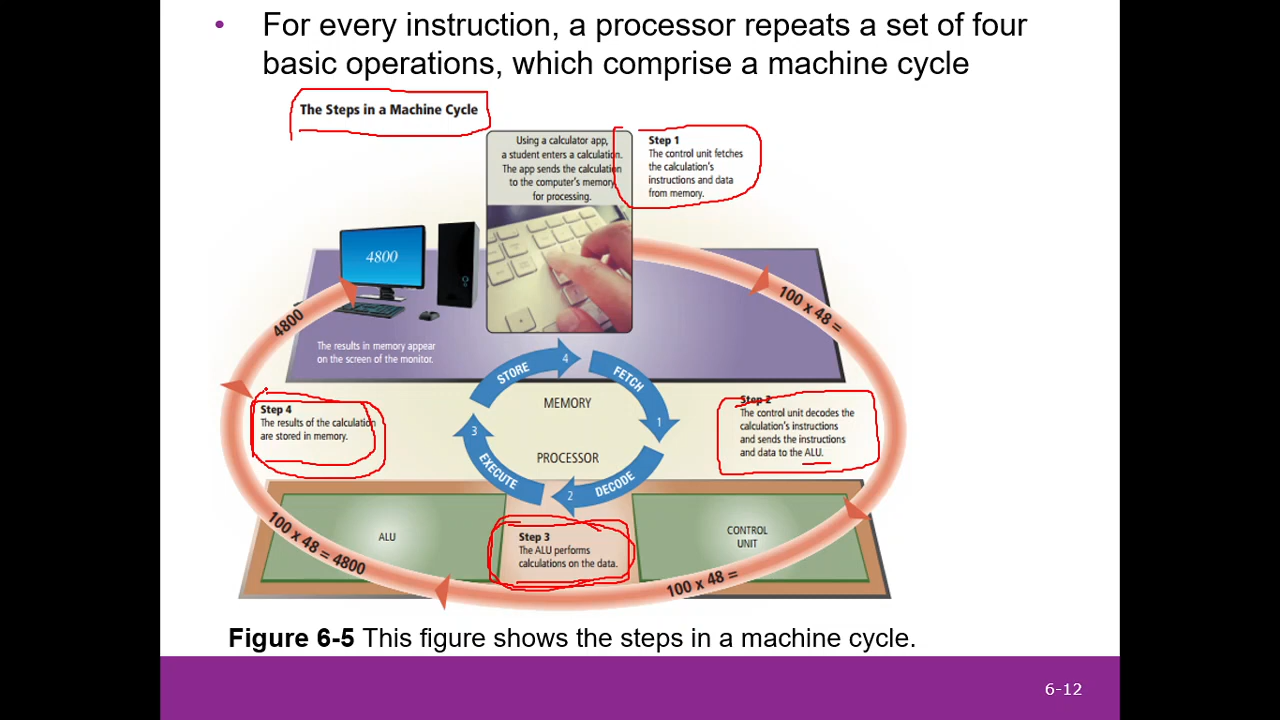 • For every instruction, a processor repeats a set of four
basic operations, which comprise a machine cycle
The Steps in a Machine Cycle
Using a calculator app,
a student enters a calculation.
The app sends the calculation
to the computer's memory
for processing.
Step 1
The control unit fetches
the calculation's
instructions and data
from memory.
4800
100 x 48 =
4800
The results in memory appear
on the screen of the monitor.
STORE
4
FETCH
1
MEMORY
Step 4
The results of the calculation
are stored in memory.
Step 2
The control unit decodes the
calculation's instructions
and sends the instructions
and data to the ALU.
3
EXECUTE
PROCESSOR
DECODE
2
ALU
Step 3
The ALU performs
calculations on the data.
CONTROL
UNIT
100 x 48 = 4800
100 x 48 =
Figure 6-5 This figure shows the steps in a machine cycle.
6-12